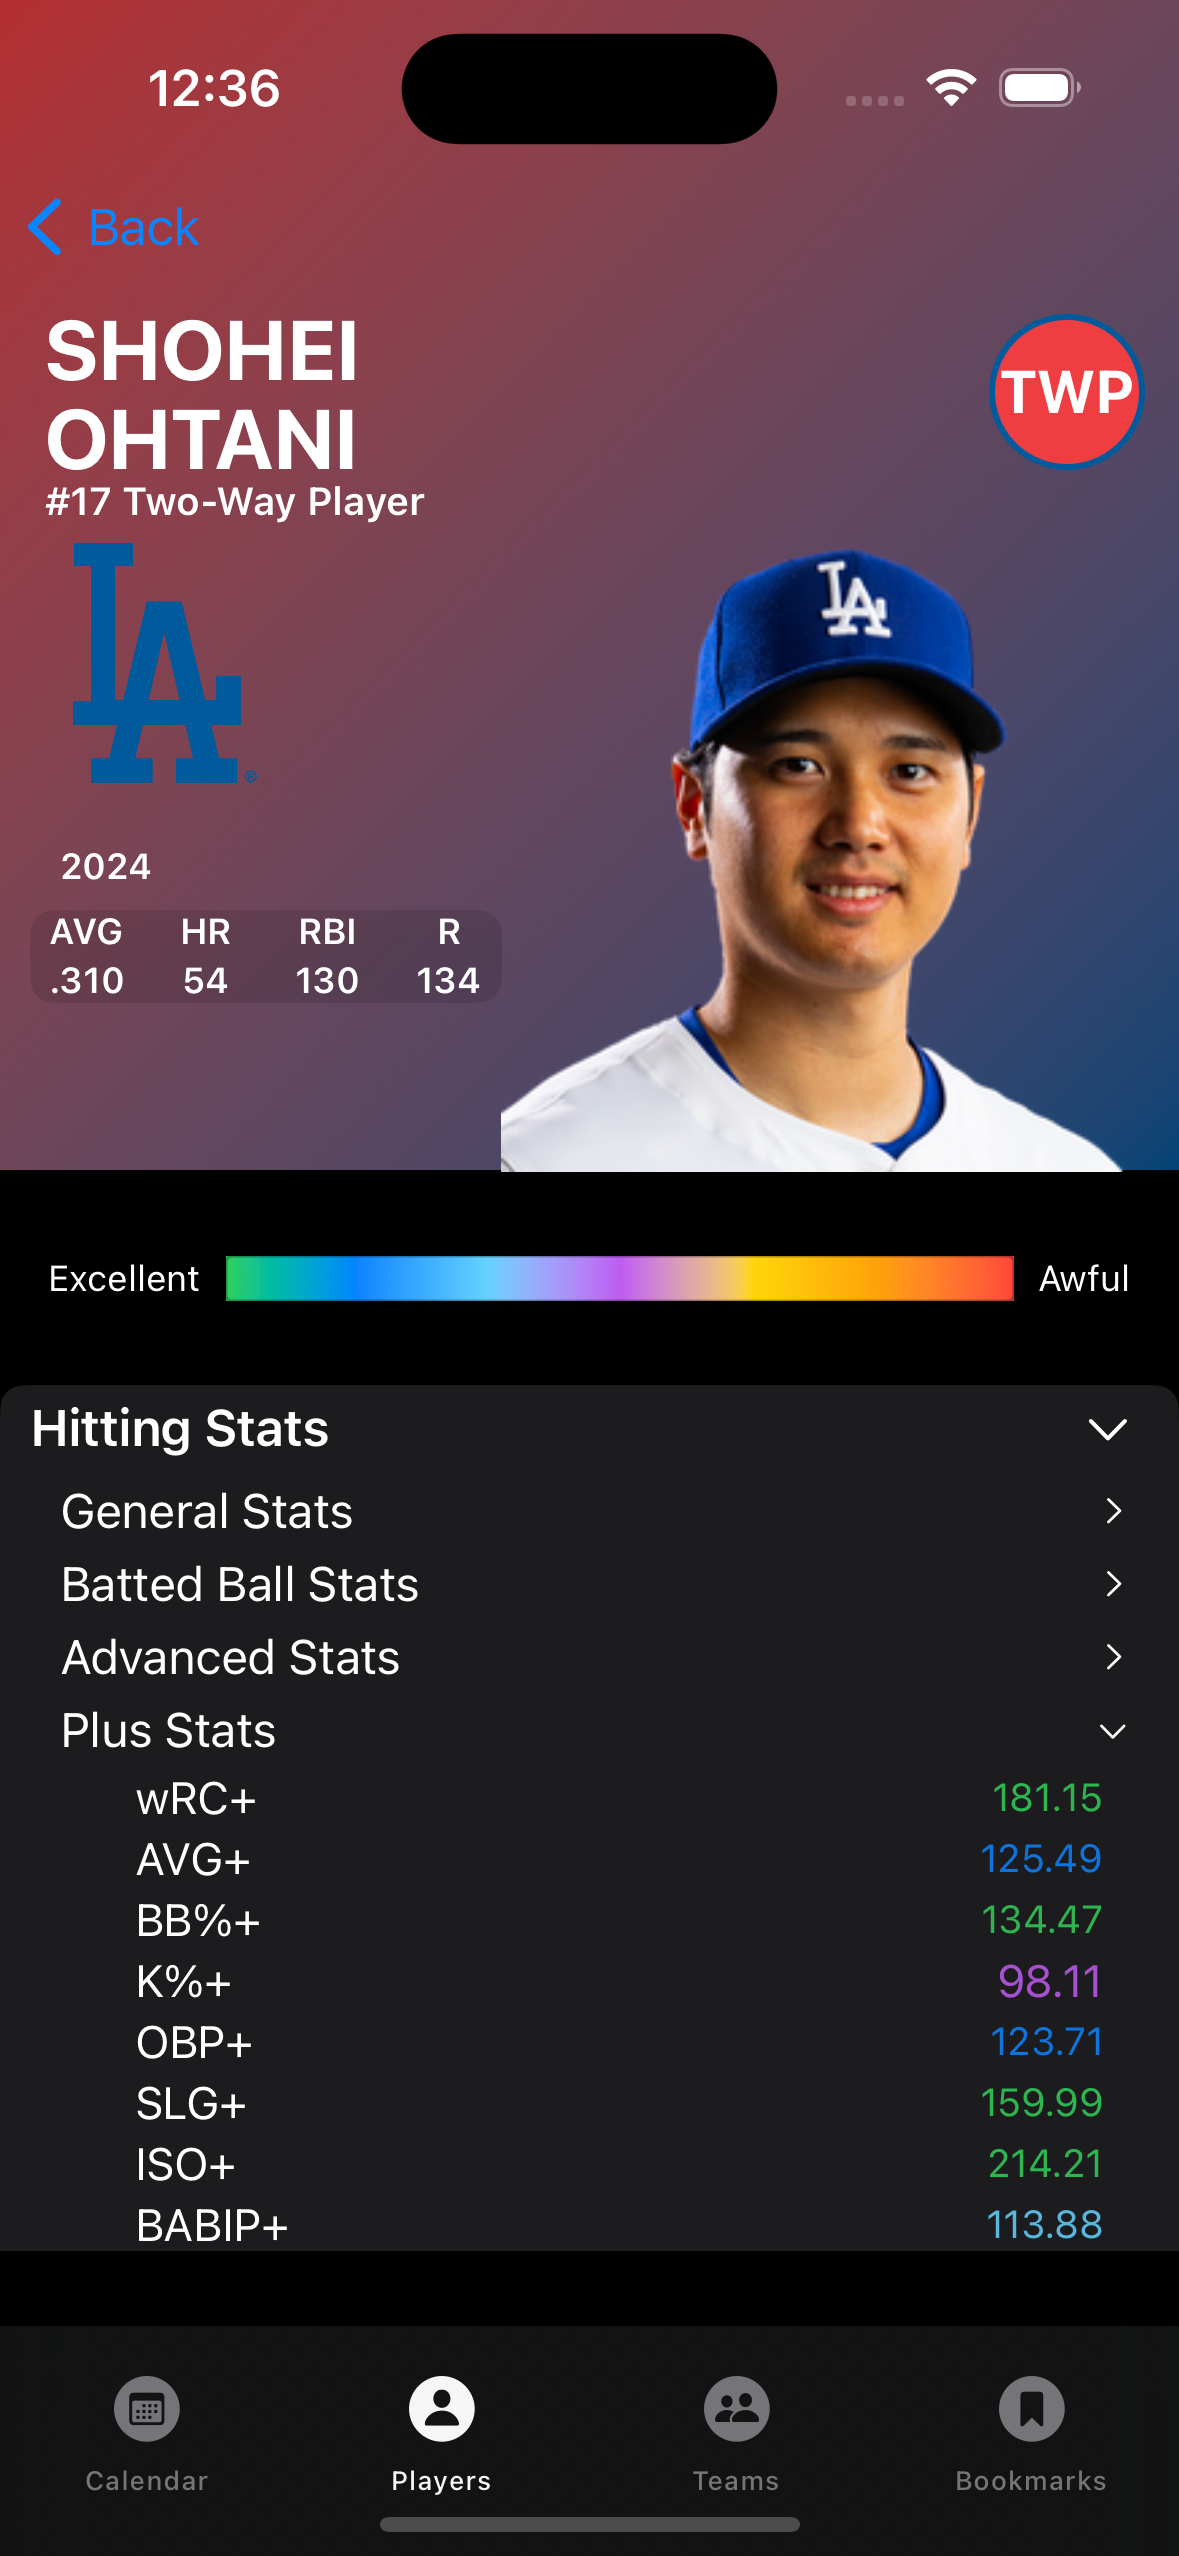 12:36
Back
SHOHEI
OHTANI
TWP
#17 Two-Way Player
LA
®
LA
2024
AVG HR RBI R
.310 54 130 134
Excellent Awful
Hitting Stats
General Stats
Batted Ball Stats
Advanced Stats
Plus Stats
wRC+ 181.15
AVG+ 125.49
BB%+ 134.47
K%+ 98.11
OBP+ 123.71
SLG+ 159.99
ISO+ 214.21
BABIP+ 113.88
Calendar Players Teams Bookmarks